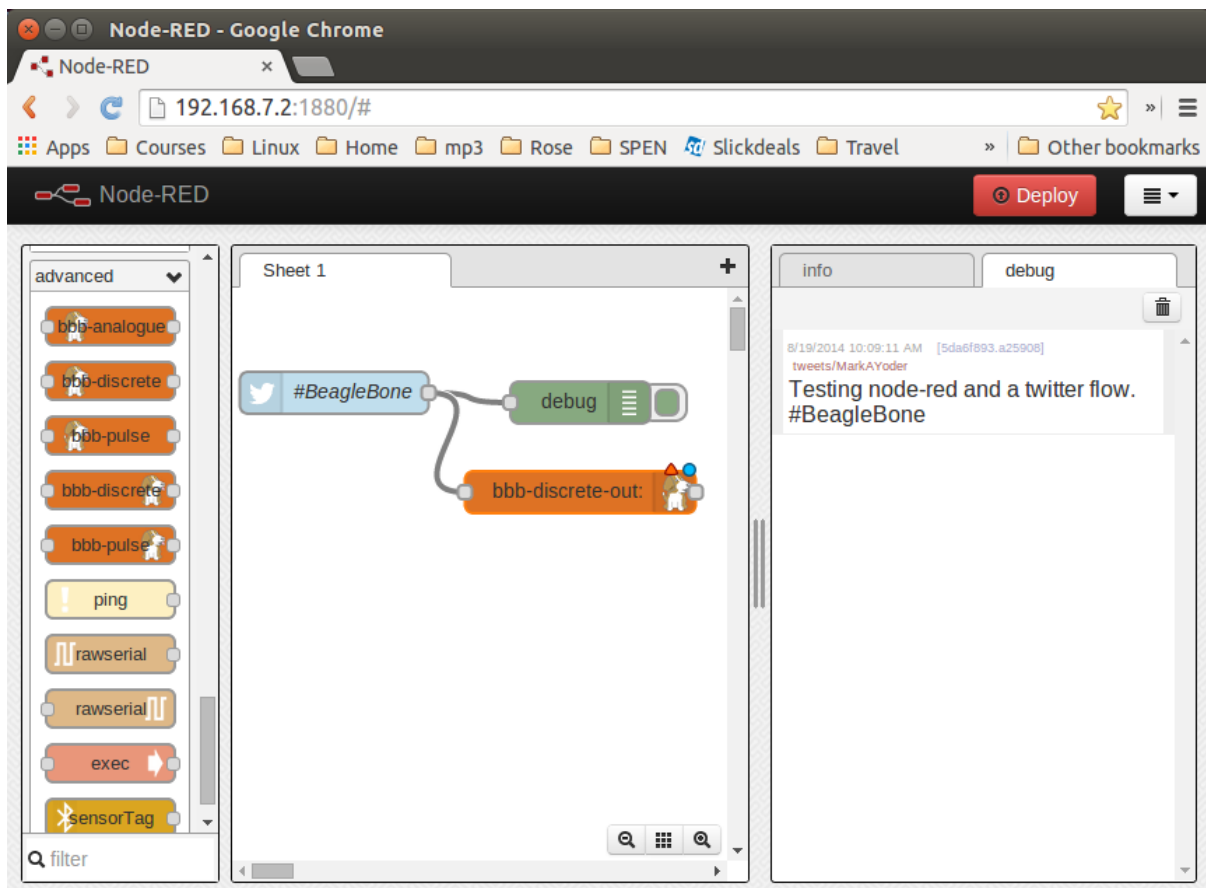 Node-RED - Google Chrome
Node-RED ×
192.168.7.2:1880/#
Apps Courses Linux Home mp3 Rose SPEN Slickdeals Travel » Other bookmarks
Node-RED Deploy
advanced
bbb-analogue
bbb-discrete
bbb-pulse
bbb-discrete
bbb-pulse
ping
rawserial
rawserial
exec
sensorTag
filter
Sheet 1
#BeagleBone
debug
bbb-discrete-out:
info debug
8/19/2014 10:09:11 AM [5da6f893.a25908]
tweets/MarkAYoder
Testing node-red and a twitter flow.
#BeagleBone